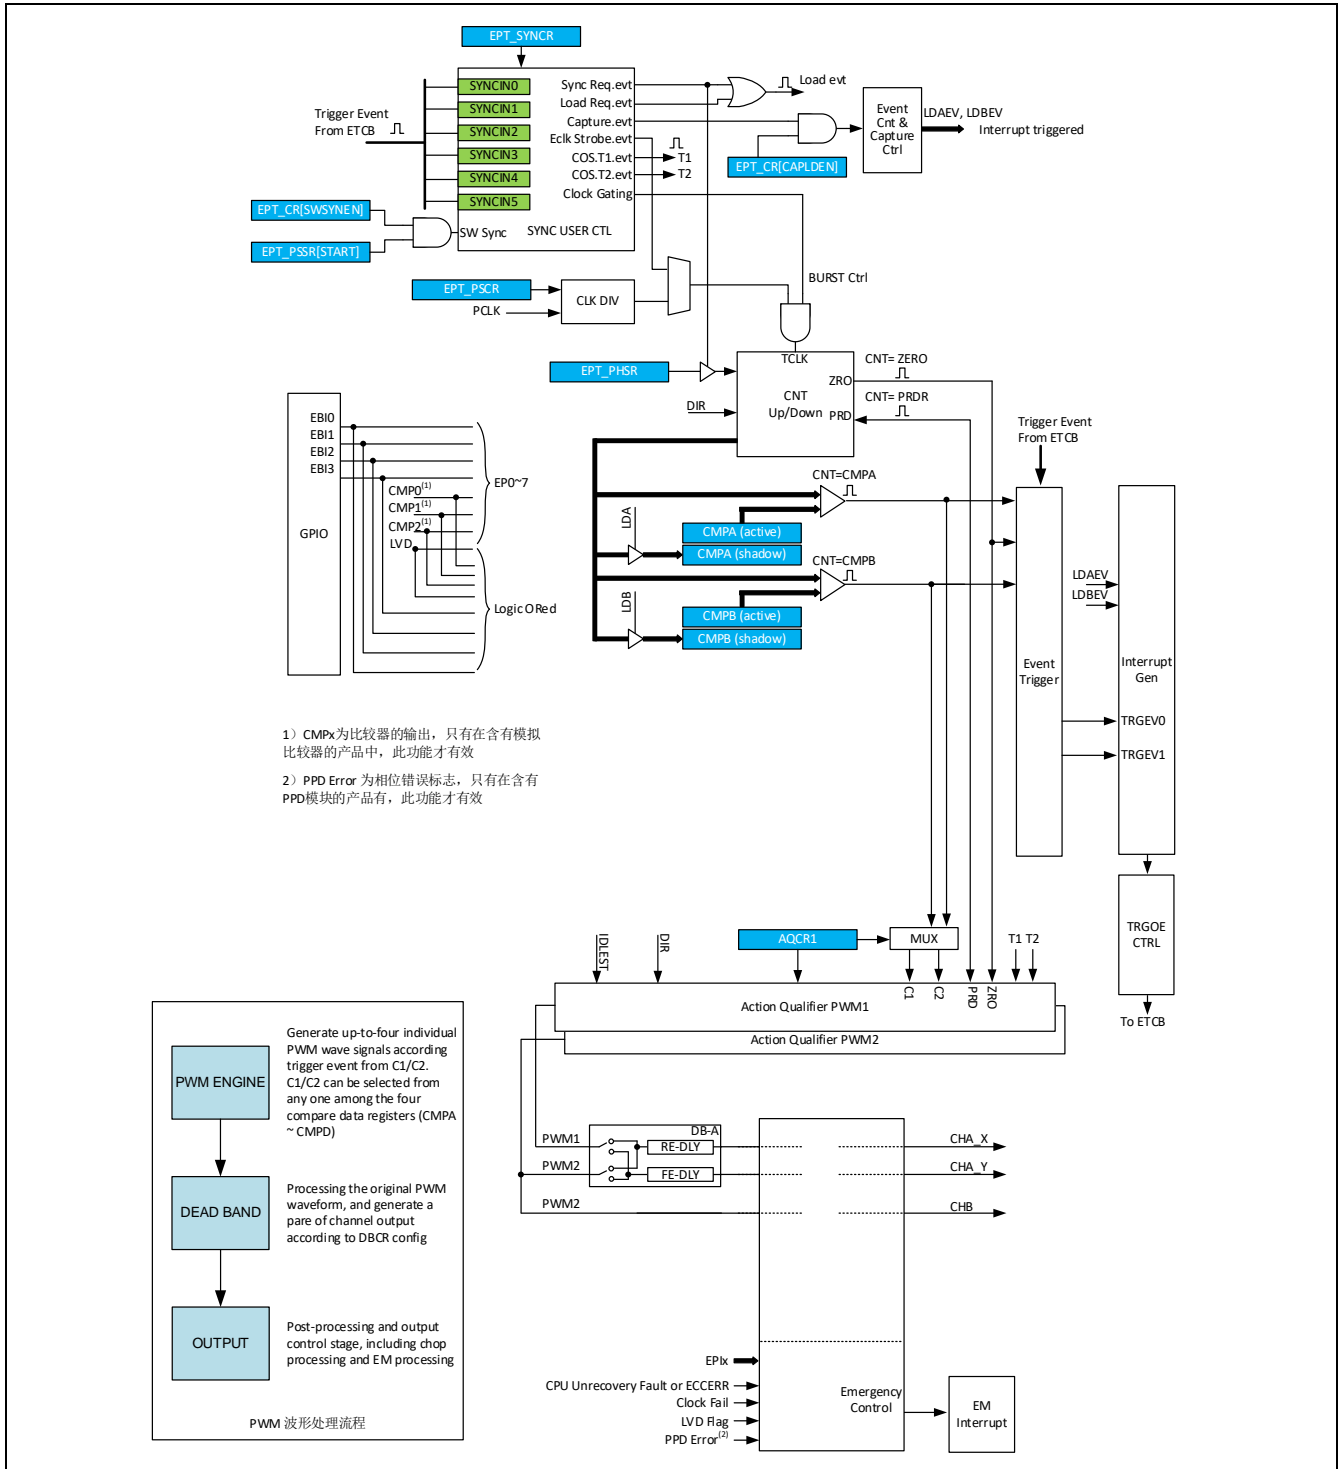 EPT_SYNCR
SYNCIN0
SYNCIN1
SYNCIN2
SYNCIN3
SYNCIN4
SYNCIN5
Sync Req.evt
Load Req.evt
Capture.evt
Eclk Strobe.evt
COS.T1.evt
COS.T2.evt
Clock Gating
SW Sync
SYNC USER CTL
Trigger Event
From ETCB
EPT_CR[SWSYNEN]
EPT_PSSR[START]
Load evt
T1
T2
EPT_CR[CAPLDEN]
Event
Cnt &
Capture
Ctrl
LDAEV, LDBEV
Interrupt triggered
EPT_PSCR
PCLK
CLK DIV
BURST Ctrl
EPT_PHSR
DIR
TCLK
CNT
Up/Down
ZRO
PRD
CNT= ZERO
CNT= PRDR
EBI0
EBI1
EBI2
EBI3
GPIO
CMP0(1)
CMP1(1)
CMP2(1)
LVD
EP0~7
Logic ORed
LDA
CMPA (active)
CMPA (shadow)
CNT=CMPA
LDB
CMPB (active)
CMPB (shadow)
CNT=CMPB
Trigger Event
From ETCB
Event
Trigger
LDAEV
LDBEV
Interrupt
Gen
TRGEV0
TRGEV1
TRGOE
CTRL
To ETCB
1）CMPx为比较器的输出，只有在含有模拟
比较器的产品中，此功能才有效
2）PPD Error 为相位错误标志，只有在含有
PPD模块的产品有，此功能才有效
IDLEST
DIR
AQCR1
MUX
T1 T2
C1
C2
PRD
ZRO
Action Qualifier PWM1
Action Qualifier PWM2
PWM ENGINE
Generate up-to-four individual
PWM wave signals according
trigger event from C1/C2.
C1/C2 can be selected from
any one among the four
compare data registers (CMPA
~ CMPD)
DEAD BAND
Processing the original PWM
waveform, and generate a
pare of channel output
according to DBCR config
OUTPUT
Post-processing and output
control stage, including chop
processing and EM processing
PWM 波形处理流程
PWM1
PWM2
PWM2
DB-A
RE-DLY
FE-DLY
CHA_X
CHA_Y
CHB
EPIx
CPU Unrecovery Fault or ECCERR
Clock Fail
LVD Flag
PPD Error(2)
Emergency
Control
EM
Interrupt